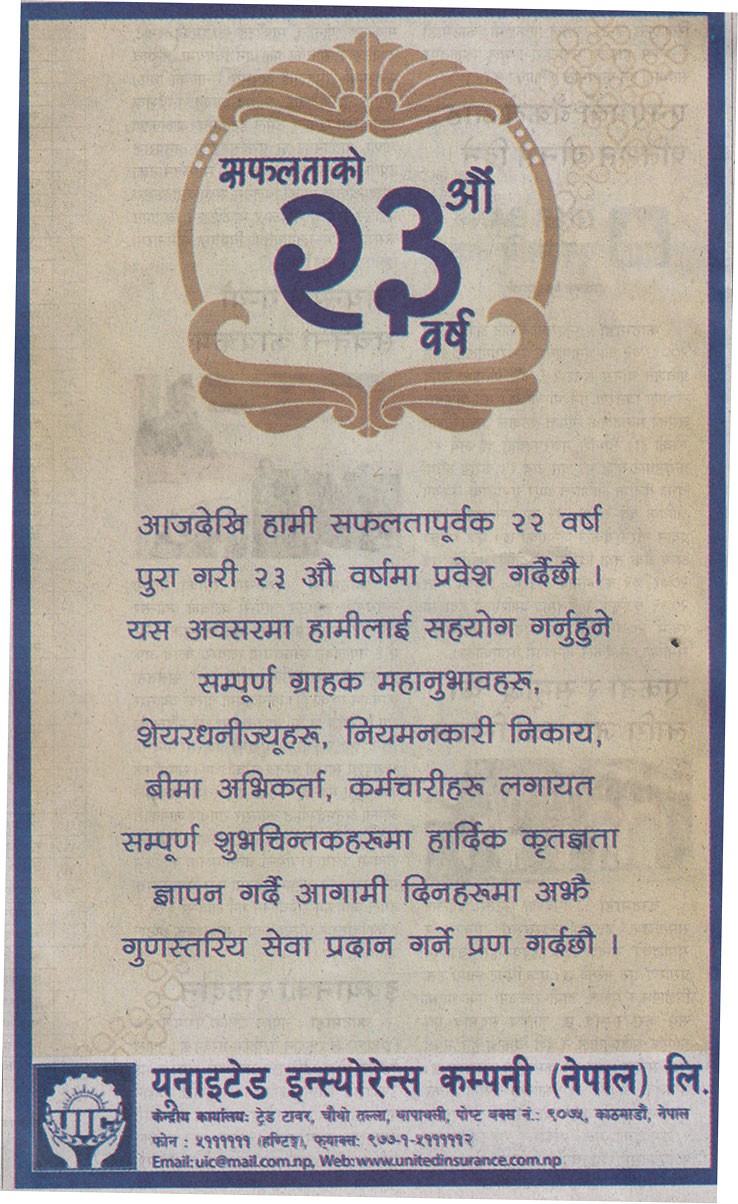 सफलताको
२३ औं
वर्ष
आजदेखि हामी सफलतापूर्वक २२ वर्ष
पुरा गरी २३ औ वर्षमा प्रवेश गर्दैछौ ।
यस अवसरमा हामीलाई सहयोग गर्नुहुने
सम्पूर्ण ग्राहक महानुभावहरू,
शेयरधनीज्यूहरू, नियमनकारी निकाय,
बीमा अभिकर्ता, कर्मचारीहरू लगायत
सम्पूर्ण शुभचिन्तकहरूमा हार्दिक कृतज्ञता
ज्ञापन गर्दै आगामी दिनहरूमा अझै
गुणस्तरिय सेवा प्रदान गर्ने प्रण गर्दछौ ।
UIC
यूनाइटेड इन्स्योरेन्स कम्पनी (नेपाल) लि.
केन्द्रीय कार्यालयः ट्रेड टावर, चौथो तल्ला, थापाथली, पोष्ट बक्स नं.: ९०७५, काठमाडौं, नेपाल
फोन : ५१११११११ (हण्टिङ्ग), फ्याक्सः ९७७-१-५१११११२
Email: uic@mail.com.np, Web: www.unitedinsurance.com.np